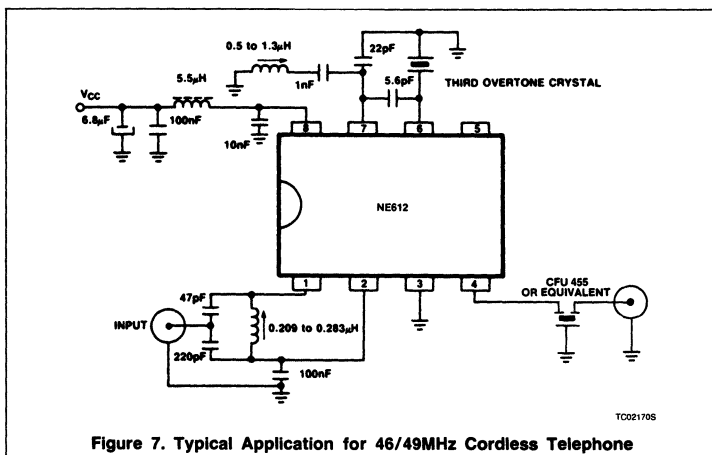 0.5 to 1.3μH
22pF
5.5μH
1nF
5.6pF
THIRD OVERTONE CRYSTAL
VCC
6.8μF
100nF
10nF
8
7
6
5
NE612
1
2
3
4
CFU 455
OR EQUIVALENT
47pF
INPUT
0.209 to 0.283μH
220pF
100nF
TC02170S
Figure 7. Typical Application for 46/49MHz Cordless Telephone